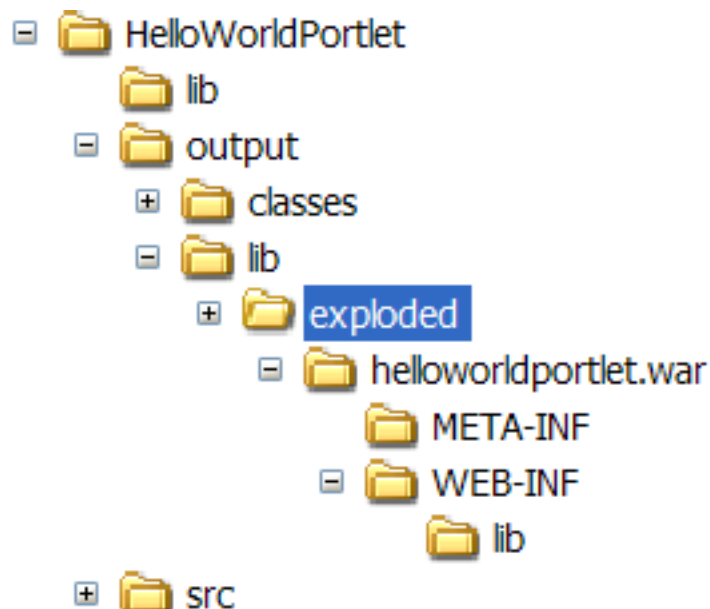 HelloWorldPortlet
lib
output
classes
lib
exploded
helloworldportlet.war
META-INF
WEB-INF
lib
src